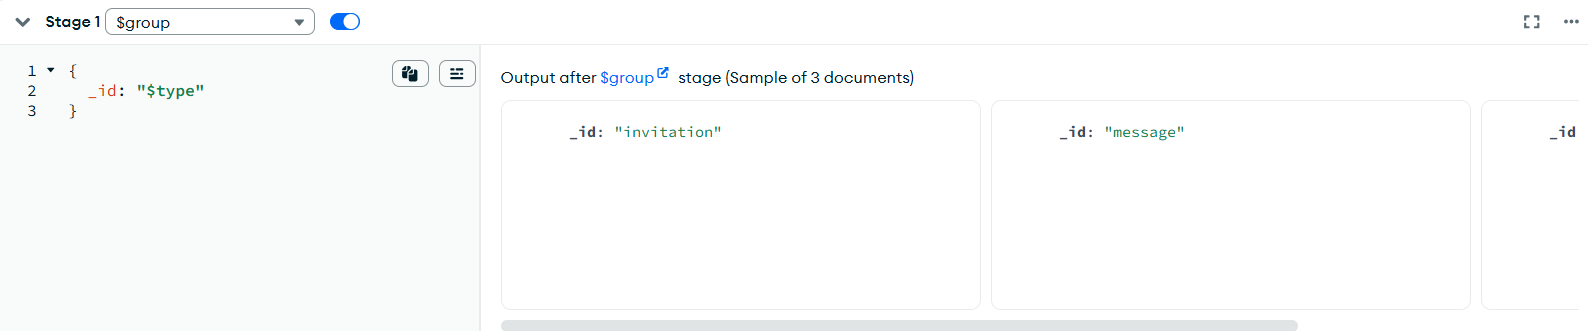 Stage 1 $group
1 {
2 _id: "$type"
3 }
Output after $group stage (Sample of 3 documents)
_id: "invitation"
_id: "message"
_id